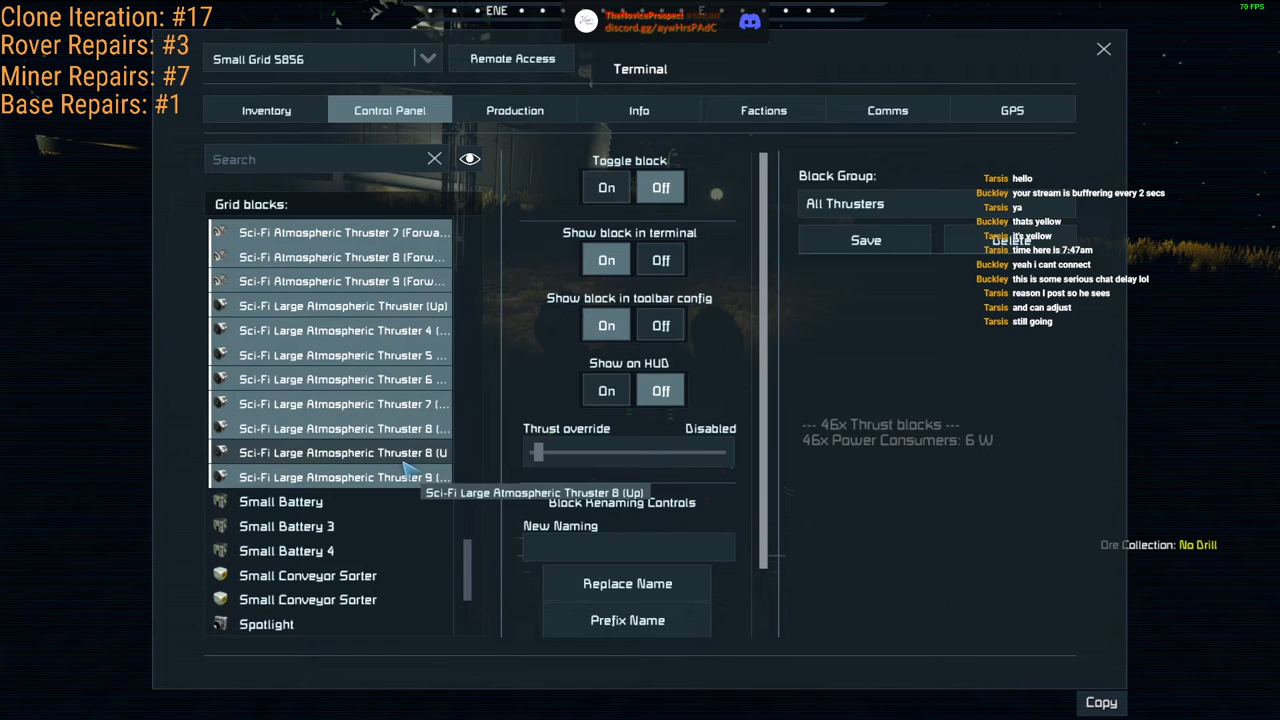 Clone Iteration: #17
Rover Repairs: #3
Miner Repairs: #7
Base Repairs: #1
ENE
E
TheNoviceProspect
discord.gg/aywHrsPAdC
70 FPS
Small Grid 5856
Remote Access
Terminal
Inventory
Control Panel
Production
Info
Factions
Comms
GPS
Search
Grid blocks:
Sci-Fi Atmospheric Thruster 7 (Forwa...
Sci-Fi Atmospheric Thruster 8 (Forw...
Sci-Fi Atmospheric Thruster 9 (Forw...
Sci-Fi Large Atmospheric Thruster (Up)
Sci-Fi Large Atmospheric Thruster 4 (...
Sci-Fi Large Atmospheric Thruster 5 ...
Sci-Fi Large Atmospheric Thruster 6 ...
Sci-Fi Large Atmospheric Thruster 7 (...
Sci-Fi Large Atmospheric Thruster 8 (...
Sci-Fi Large Atmospheric Thruster 8 (U
Sci-Fi Large Atmospheric Thruster 9 (...
Sci-Fi Large Atmospheric Thruster 8 (Up)
Small Battery
Small Battery 3
Small Battery 4
Small Conveyor Sorter
Small Conveyor Sorter
Spotlight
Toggle block
On
Off
Show block in terminal
On
Off
Show block in toolbar config
On
Off
Show on HUD
On
Off
Thrust override
Disabled
Block Renaming Controls
New Naming
Replace Name
Prefix Name
Block Group:
All Thrusters
Save
Delete
--- 46x Thrust blocks ---
46x Power Consumers: 6 W
Tarsis hello
Buckley your stream is buffrering every 2 secs
Tarsis ya
Buckley thats yellow
Tarsis it's yellow
Tarsis time here is 7:47am
Buckley yeah i cant connect
Buckley this is some serious chat delay lol
Tarsis reason I post so he sees
Tarsis and can adjust
Tarsis still going
Ore Collection: No Drill
Copy